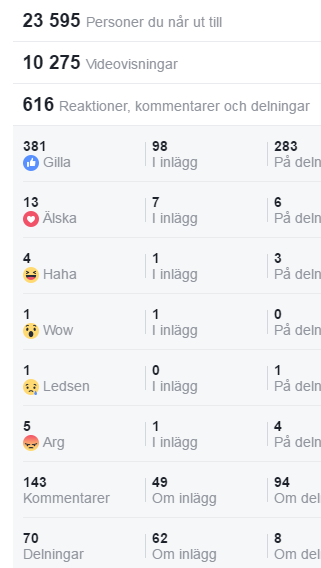 23 595 Personer du når ut till
10 275 Videovisningar
616 Reaktioner, kommentarer och delningar
381 98 283
Gilla I inlägg På deln
13 7 6
Älska I inlägg På deln
4 1 3
Haha I inlägg På deln
1 1 0
Wow I inlägg På deln
1 0 1
Ledsen I inlägg På deln
5 1 4
Arg I inlägg På deln
143 49 94
Kommentarer Om inlägg Om del
70 62 8
Delningar Om inlägg Om del